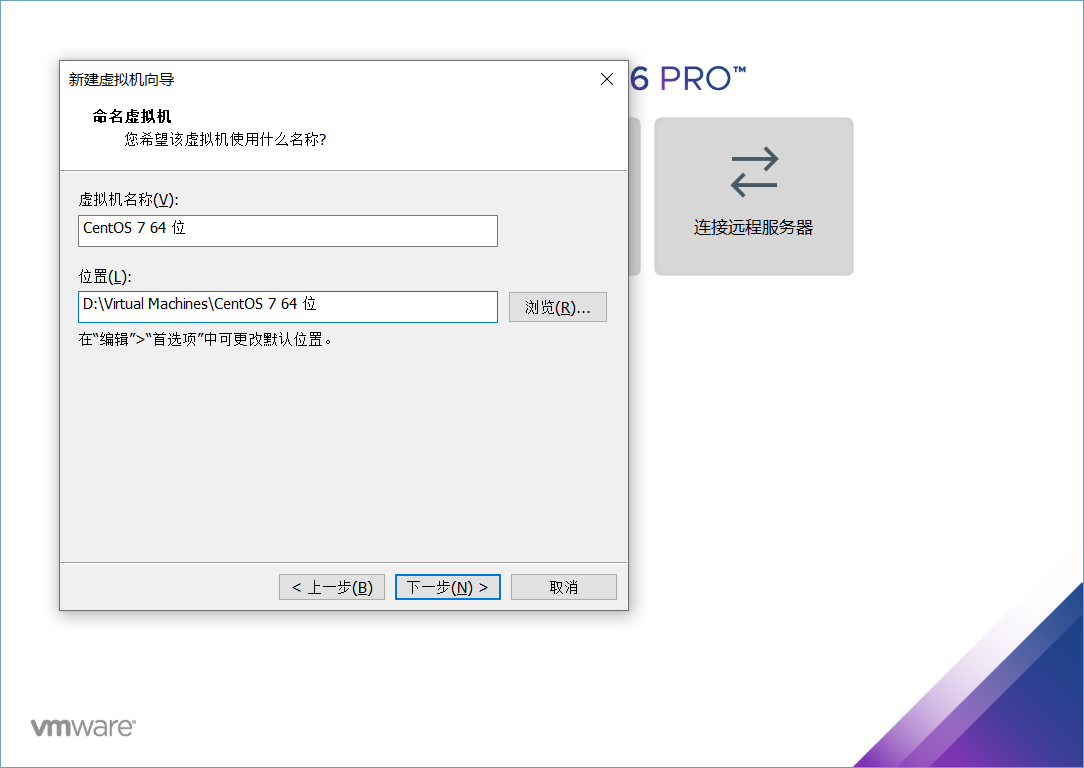 新建虚拟机向导
6 PRO™
命名虚拟机
您希望该虚拟机使用什么名称?
虚拟机名称(V):
CentOS 7 64 位
连接远程服务器
位置(L):
D:\Virtual Machines\CentOS 7 64 位
浏览(R)...
在“编辑”>“首选项”中可更改默认位置。
< 上一步(B)
下一步(N) >
取消
vmware®